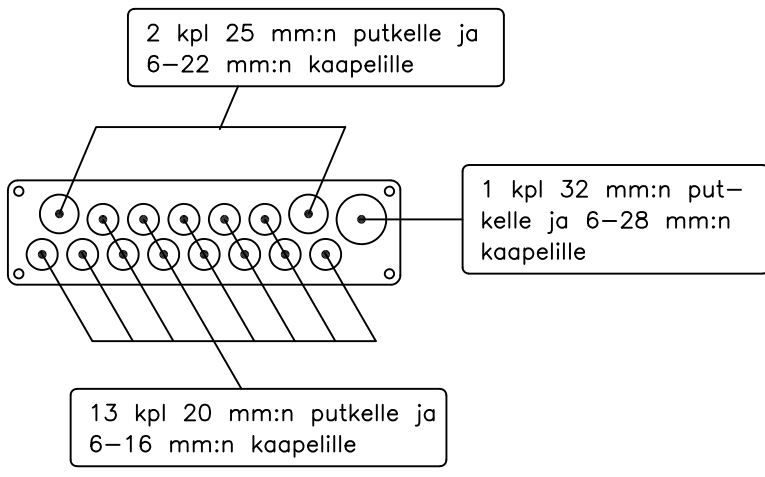 2 kpl 25 mm:n putkelle ja
6-22 mm:n kaapelille
1 kpl 32 mm:n put-
kelle ja 6-28 mm:n
kaapelille
13 kpl 20 mm:n putkelle ja
6-16 mm:n kaapelille